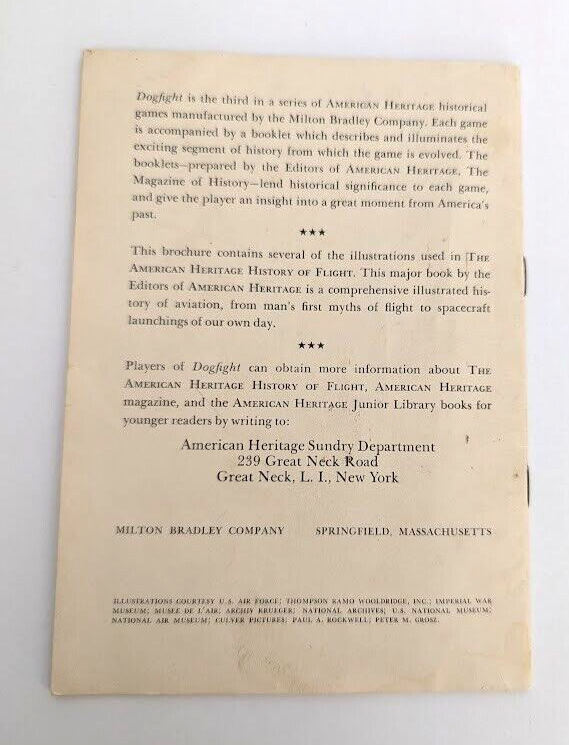 Dogfight is the third in a series of AMERICAN HERITAGE historical
games manufactured by the Milton Bradley Company. Each game
is accompanied by a booklet which describes and illuminates the
exciting segment of history from which the game is evolved. The
booklets—prepared by the Editors of AMERICAN HERITAGE, The
Magazine of History—lend historical significance to each game,
and give the player an insight into a great moment from America's
past.
★★★
This brochure contains several of the illustrations used in THE
AMERICAN HERITAGE HISTORY OF FLIGHT. This major book by the
Editors of AMERICAN HERITAGE is a comprehensive illustrated his-
tory of aviation, from man's first myths of flight to spacecraft
launchings of our own day.
★★★
Players of Dogfight can obtain more information about THE
AMERICAN HERITAGE HISTORY OF FLIGHT, AMERICAN HERITAGE
magazine, and the AMERICAN HERITAGE Junior Library books for
younger readers by writing to:
American Heritage Sundry Department
239 Great Neck Road
Great Neck, L. I., New York
MILTON BRADLEY COMPANY SPRINGFIELD, MASSACHUSETTS
ILLUSTRATIONS COURTESY U.S. AIR FORCE; THOMPSON RAMO WOOLDRIDGE, INC.; IMPERIAL WAR
MUSEUM; MUSEE DE L'AIR; ARCHIV KRUEGER; NATIONAL ARCHIVES; U.S. NATIONAL MUSEUM;
NATIONAL AIR MUSEUM; CULVER PICTURES; PAUL A. ROCKWELL; PETER M. GROSZ.